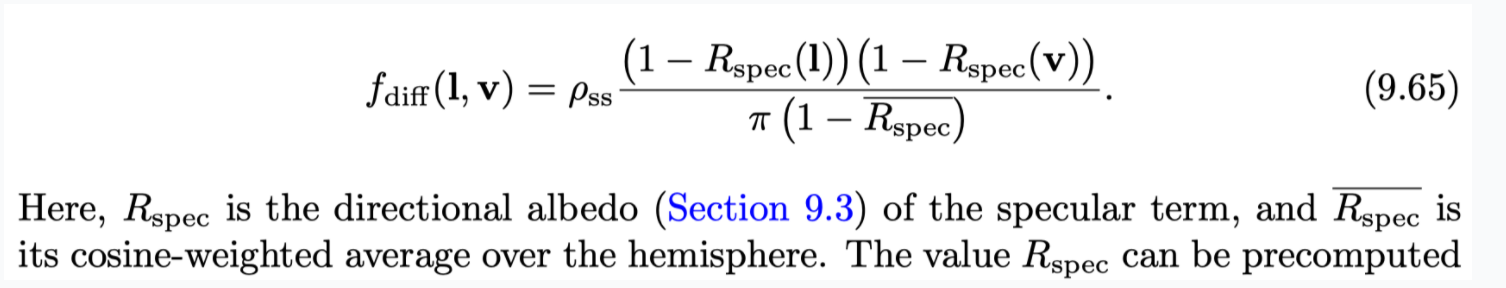 f_diff(l, v) = ρ_ss \frac{(1 − R_spec(l))(1 − R_spec(v))}{π (1 − \overline{R_spec})}. (9.65)
Here, R_spec is the directional albedo (Section 9.3) of the specular term, and \overline{R_spec} is
its cosine-weighted average over the hemisphere. The value R_spec can be precomputed